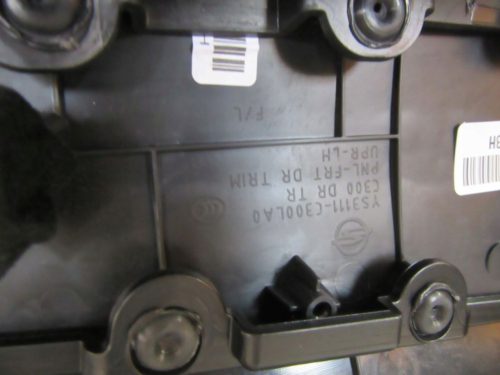 YS3111-C300LA0
C300 DR TR
PNL-FRT DR TRIM
UPR-LH
F/L